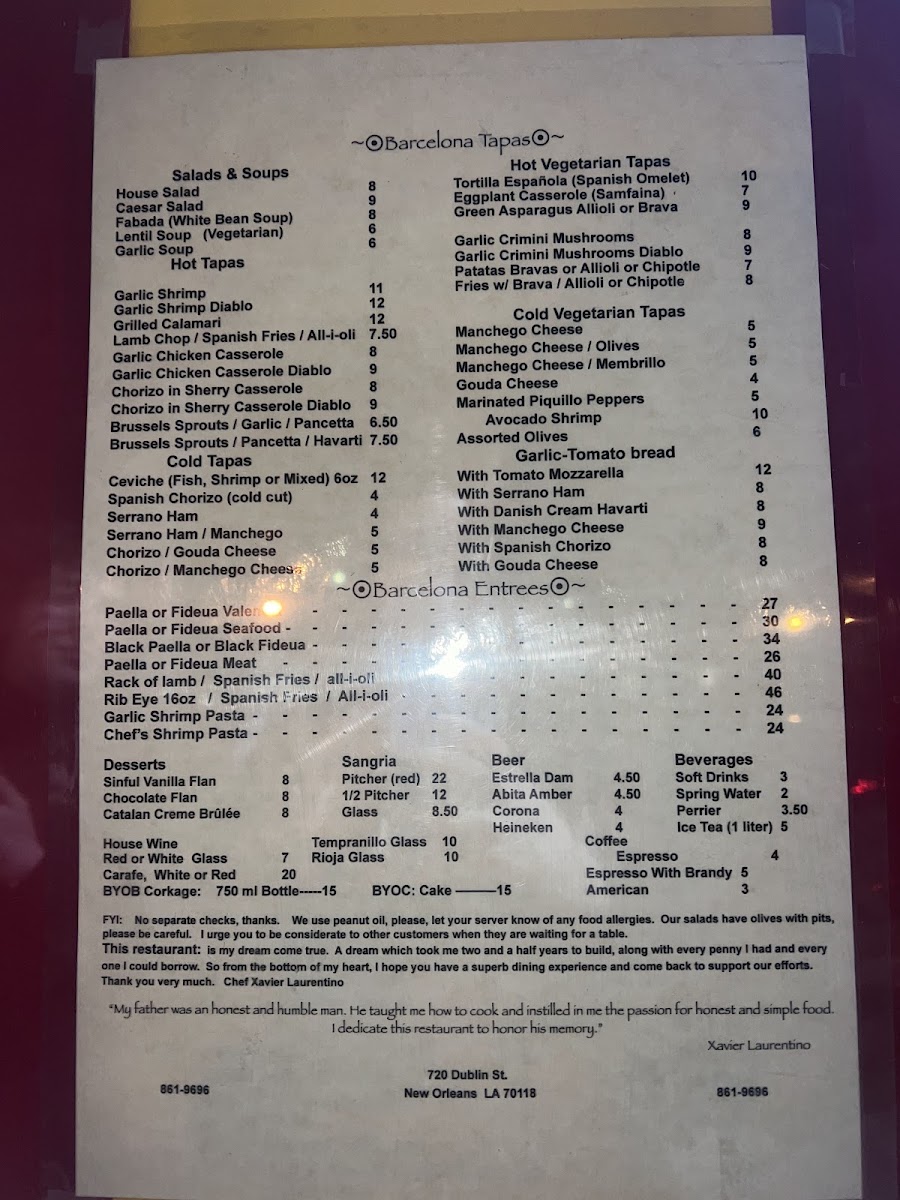 ~⊙Barcelona Tapas⊙~
Salads & Soups
House Salad 8
Caesar Salad 9
Fabada (White Bean Soup) 8
Lentil Soup (Vegetarian) 6
Garlic Soup 6
Hot Tapas
Garlic Shrimp 11
Garlic Shrimp Diablo 12
Grilled Calamari 12
Lamb Chop / Spanish Fries / All-i-oli 7.50
Garlic Chicken Casserole 8
Garlic Chicken Casserole Diablo 9
Chorizo in Sherry Casserole 8
Chorizo in Sherry Casserole Diablo 9
Brussels Sprouts / Garlic / Pancetta 6.50
Brussels Sprouts / Pancetta / Havarti 7.50
Cold Tapas
Ceviche (Fish, Shrimp or Mixed) 6oz 12
Spanish Chorizo (cold cut) 4
Serrano Ham 4
Serrano Ham / Manchego 5
Chorizo / Gouda Cheese 5
Chorizo / Manchego Cheese 5
Hot Vegetarian Tapas
Tortilla Española (Spanish Omelet) 10
Eggplant Casserole (Samfaina) 7
Green Asparagus Allioli or Brava 9
Garlic Crimini Mushrooms 8
Garlic Crimini Mushrooms Diablo 9
Patatas Bravas or Allioli or Chipotle 7
Fries w/ Brava / Allioli or Chipotle 8
Cold Vegetarian Tapas
Manchego Cheese 5
Manchego Cheese / Olives 5
Manchego Cheese / Membrillo 5
Gouda Cheese 4
Marinated Piquillo Peppers 5
Avocado Shrimp 10
Assorted Olives 6
Garlic-Tomato bread
With Tomato Mozzarella 12
With Serrano Ham 8
With Danish Cream Havarti 8
With Manchego Cheese 9
With Spanish Chorizo 8
With Gouda Cheese 8
~⊙Barcelona Entrees⊙~
Paella or Fideua 27
Paella or Fideua Seafood - 30
Black Paella or Black Fideua - 34
Paella or Fideua Meat - 26
Rack of lamb / Spanish Fries / all-i-oli 40
Rib Eye 16oz / Spanish Fries / All-i-oli 46
Garlic Shrimp Pasta - 24
Chef's Shrimp Pasta - 24
Desserts
Sinful Vanilla Flan 8
Chocolate Flan 8
Catalan Creme Brûlée 8
Sangria
Pitcher (red) 22
1/2 Pitcher 12
Glass 8.50
Beer
Estrella Dam 4.50
Abita Amber 4.50
Corona 4
Heineken 4
Beverages
Soft Drinks 3
Spring Water 2
Perrier 3.50
Ice Tea (1 liter) 5
House Wine
Red or White Glass 7
Carafe, White or Red 20
Tempranillo Glass 10
Rioja Glass 10
Coffee
Espresso 4
Espresso With Brandy 5
American 3
BYOB Corkage: 750 ml Bottle-----15 BYOC: Cake ———15
FYI: No separate checks, thanks. We use peanut oil, please, let your server know of any food allergies. Our salads have olives with pits,
please be careful. I urge you to be considerate to other customers when they are waiting for a table.
This restaurant: is my dream come true. A dream which took me two and a half years to build, along with every penny I had and every
one I could borrow. So from the bottom of my heart, I hope you have a superb dining experience and come back to support our efforts.
Thank you very much. Chef Xavier Laurentino
"My father was an honest and humble man. He taught me how to cook and instilled in me the passion for honest and simple food.
I dedicate this restaurant to honor his memory."
Xavier Laurentino
720 Dublin St.
861-9696 New Orleans LA 70118 861-9696